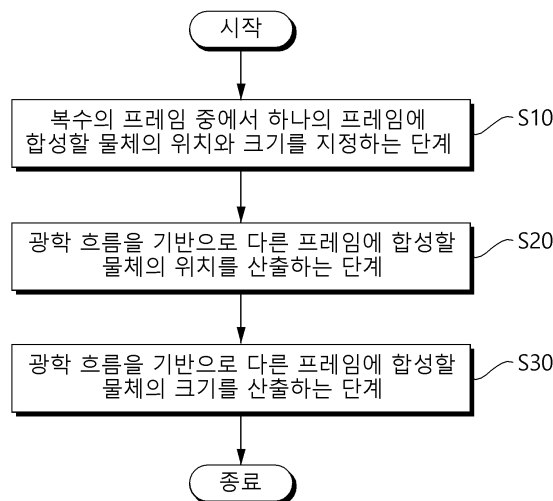 시작
복수의 프레임 중에서 하나의 프레임에
합성할 물체의 위치와 크기를 지정하는 단계
S10
광학 흐름을 기반으로 다른 프레임에 합성할
물체의 위치를 산출하는 단계
S20
광학 흐름을 기반으로 다른 프레임에 합성할
물체의 크기를 산출하는 단계
S30
종료